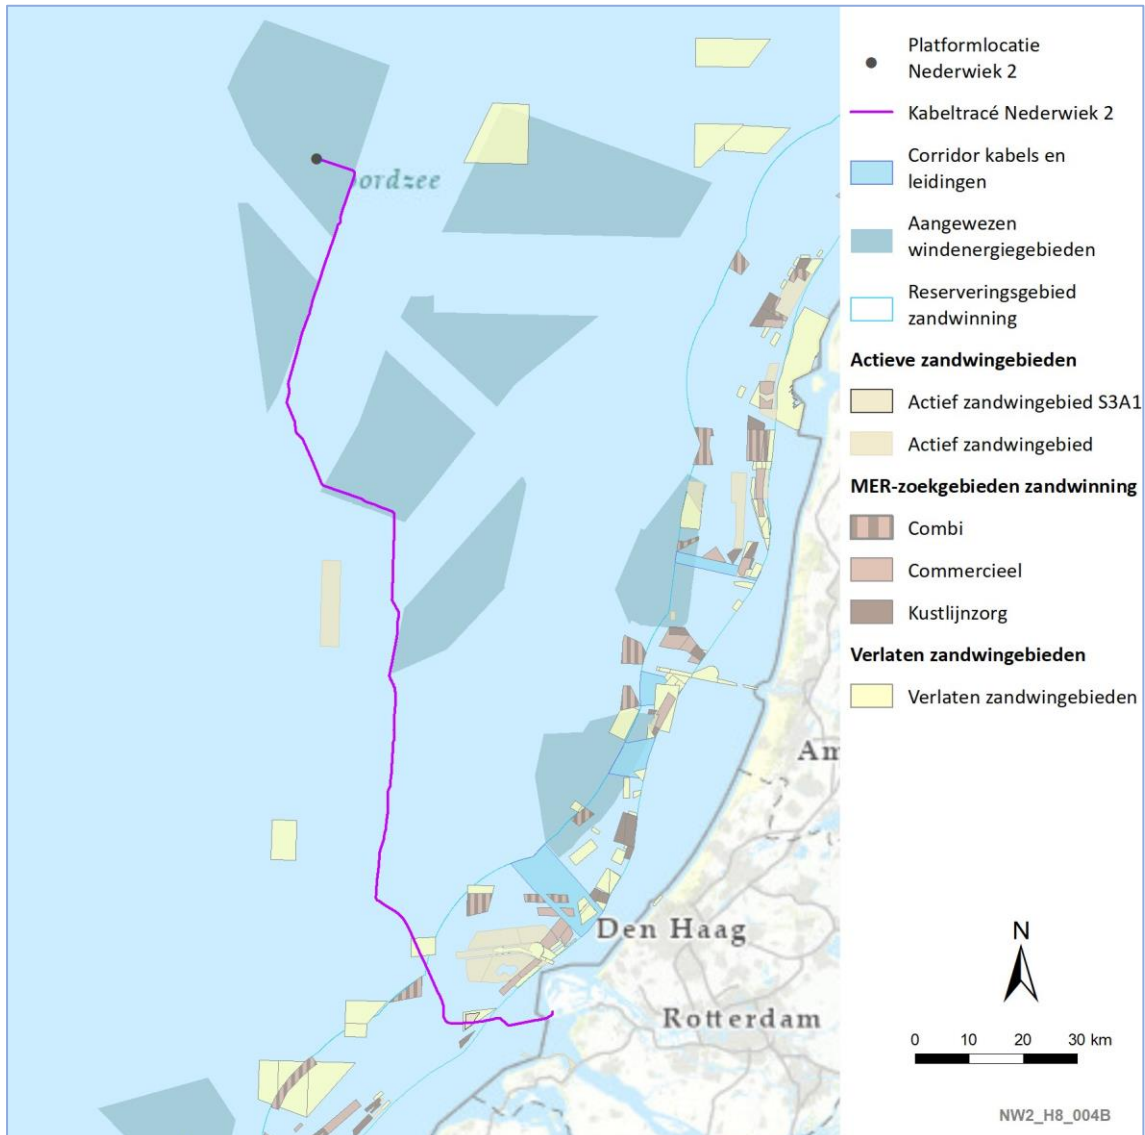 Platformlocatie
Nederwiek 2
Kabeltracé Nederwiek 2
Corridor kabels en
leidingen
Aangewezen
windenergiegebieden
Reserveringsgebied
zandwinning
Actieve zandwingebieden
Actief zandwingebied S3A1
Actief zandwingebied
MER-zoekgebieden zandwinning
Combi
Commercieel
Kustlijnzorg
Verlaten zandwingebieden
Verlaten zandwingebieden
oordzee
Am
Den Haag
Rotterdam
N
0 10 20 30 km
NW2_H8_004B